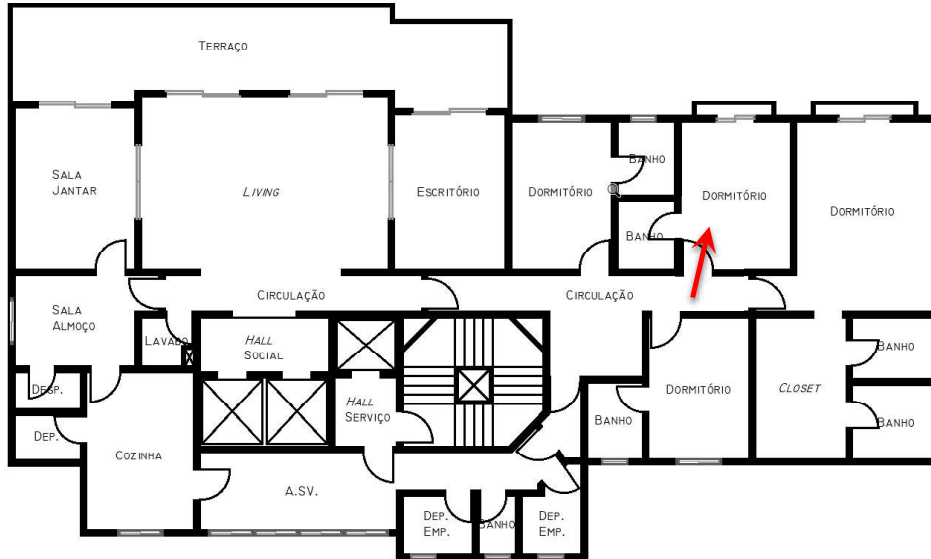 TERRAÇO
SALA
JANTAR
LIVING
ESCRITÓRIO
DORMITÓRIO
BANHO
BANHO
DORMITÓRIO
DORMITÓRIO
SALA
ALMOÇO
CIRCULAÇÃO
CIRCULAÇÃO
LAVABO
HALL
SOCIAL
HALL
SERVIÇO
DESP.
DEP.
COZINHA
A.SV.
BANHO
DORMITÓRIO
CLOSET
BANHO
BANHO
DEP.
EMP.
BANHO
DEP.
EMP.